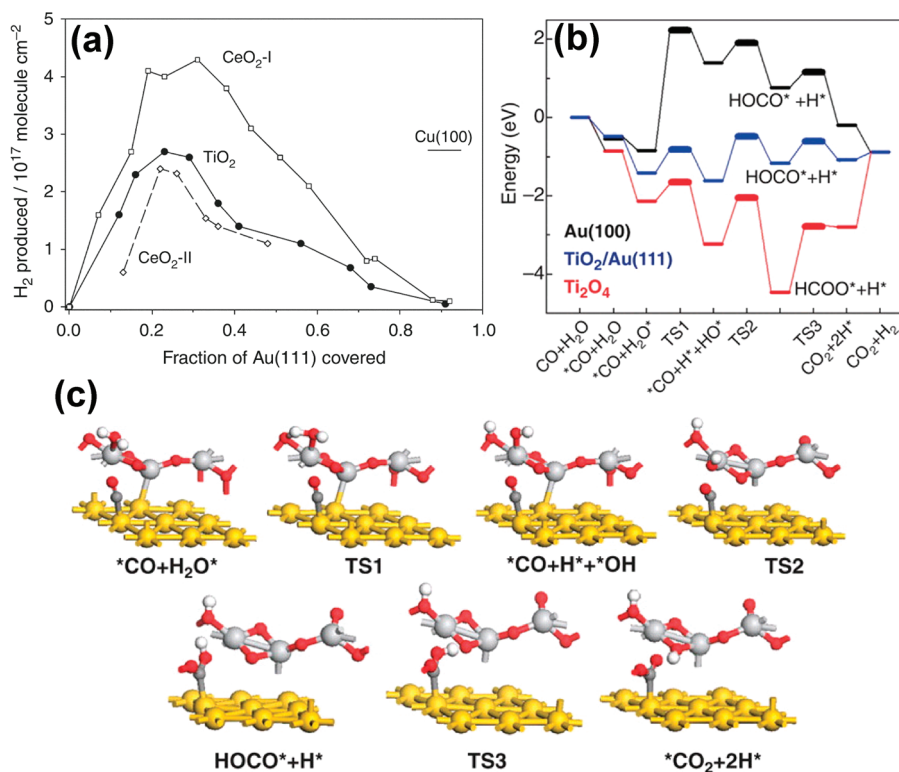 (a)
H₂ produced / 10¹⁷ molecule cm⁻²
5
4
3
2
1
0
CeO₂-I
TiO₂
CeO₂-II
Cu(100)
0.0 0.2 0.4 0.6 0.8 1.0
Fraction of Au(111) covered
(b)
Energy (eV)
2
0
−2
−4
HOCO* +H*
HOCO*+H*
HCOO*+H*
Au(100)
TiO₂/Au(111)
Ti₂O₄
CO+H₂O
*CO+H₂O
*CO+H₂O*
TS1
*CO+H*+HO*
TS2
TS3
CO₂+2H*
CO₂+H₂
(c)
*CO+H₂O* TS1 *CO+H*+*OH TS2
HOCO*+H* TS3 *CO₂+2H*